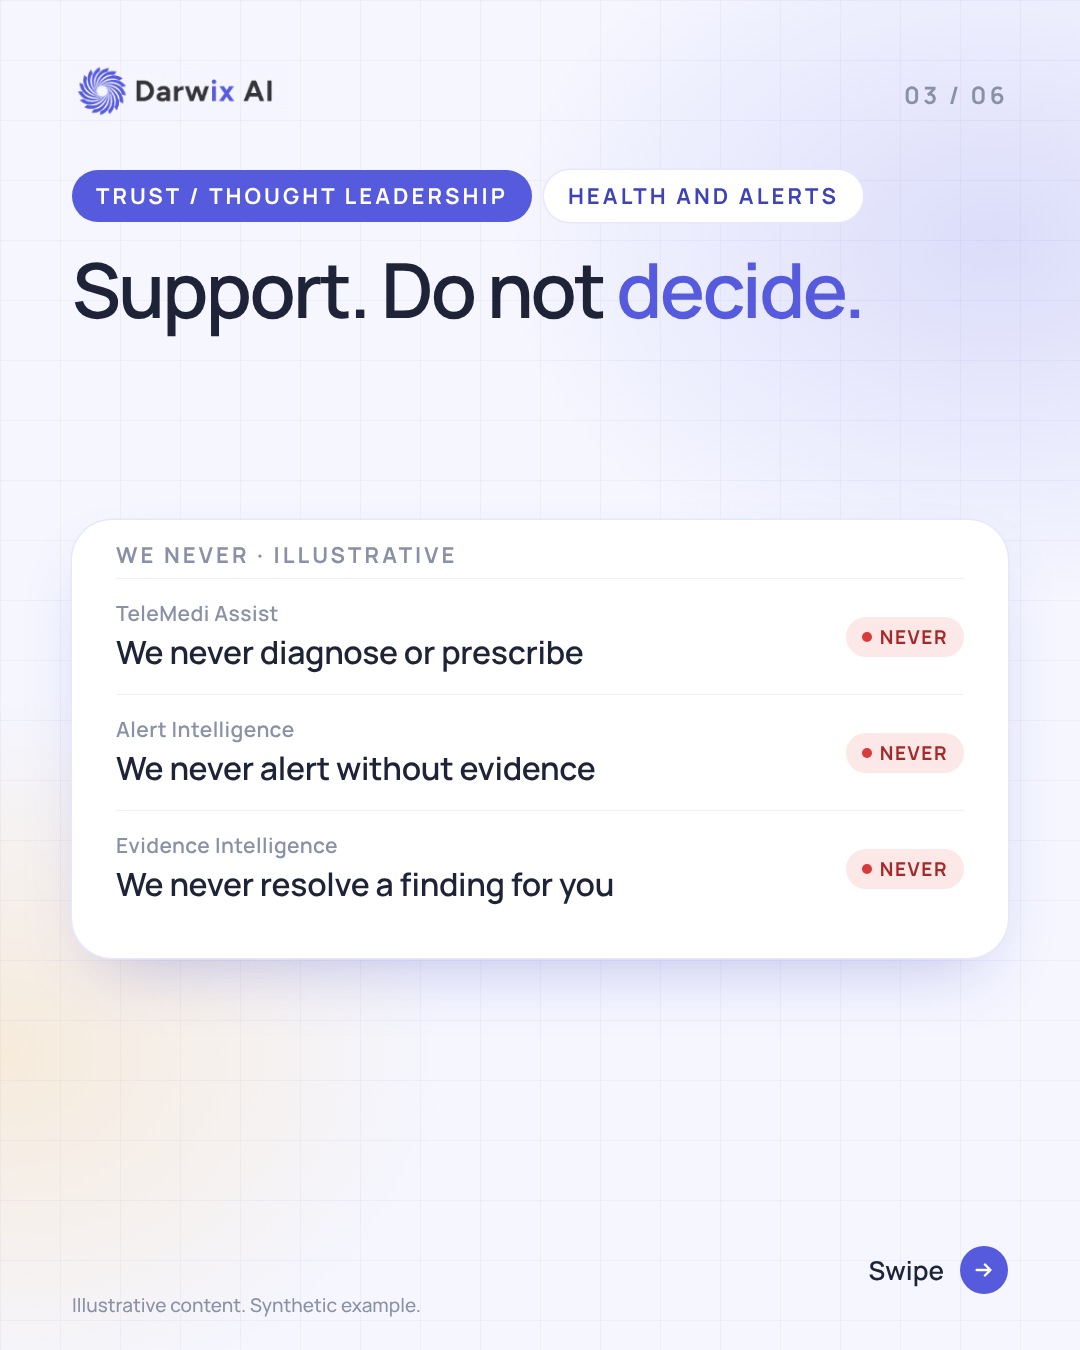 Darwix AI
03 / 06
TRUST / THOUGHT LEADERSHIP
HEALTH AND ALERTS
Support. Do not decide.
WE NEVER · ILLUSTRATIVE
TeleMedi Assist
We never diagnose or prescribe
NEVER
Alert Intelligence
We never alert without evidence
NEVER
Evidence Intelligence
We never resolve a finding for you
NEVER
Swipe
Illustrative content. Synthetic example.